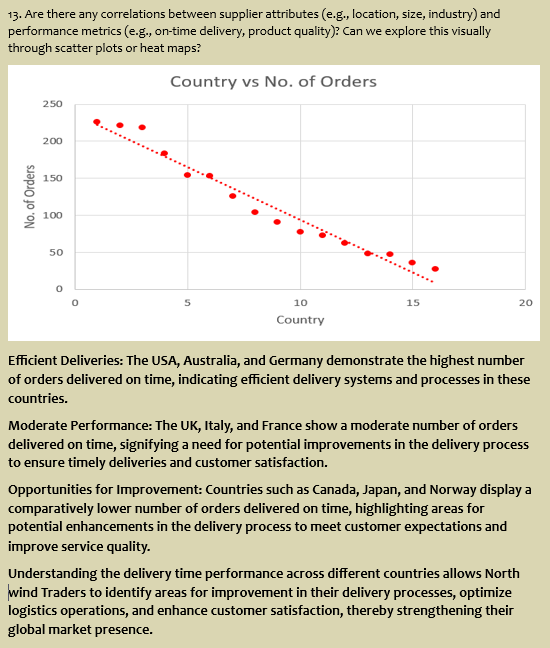 13. Are there any correlations between supplier attributes (e.g., location, size, industry) and
performance metrics (e.g., on-time delivery, product quality)? Can we explore this visually
through scatter plots or heat maps?
Country vs No. of Orders
250
200
150
100
50
0
No. of Orders
0 5 10 15 20
Country
Efficient Deliveries: The USA, Australia, and Germany demonstrate the highest number
of orders delivered on time, indicating efficient delivery systems and processes in these
countries.
Moderate Performance: The UK, Italy, and France show a moderate number of orders
delivered on time, signifying a need for potential improvements in the delivery process
to ensure timely deliveries and customer satisfaction.
Opportunities for Improvement: Countries such as Canada, Japan, and Norway display a
comparatively lower number of orders delivered on time, highlighting areas for
potential enhancements in the delivery process to meet customer expectations and
improve service quality.
Understanding the delivery time performance across different countries allows North
wind Traders to identify areas for improvement in their delivery processes, optimize
logistics operations, and enhance customer satisfaction, thereby strengthening their
global market presence.